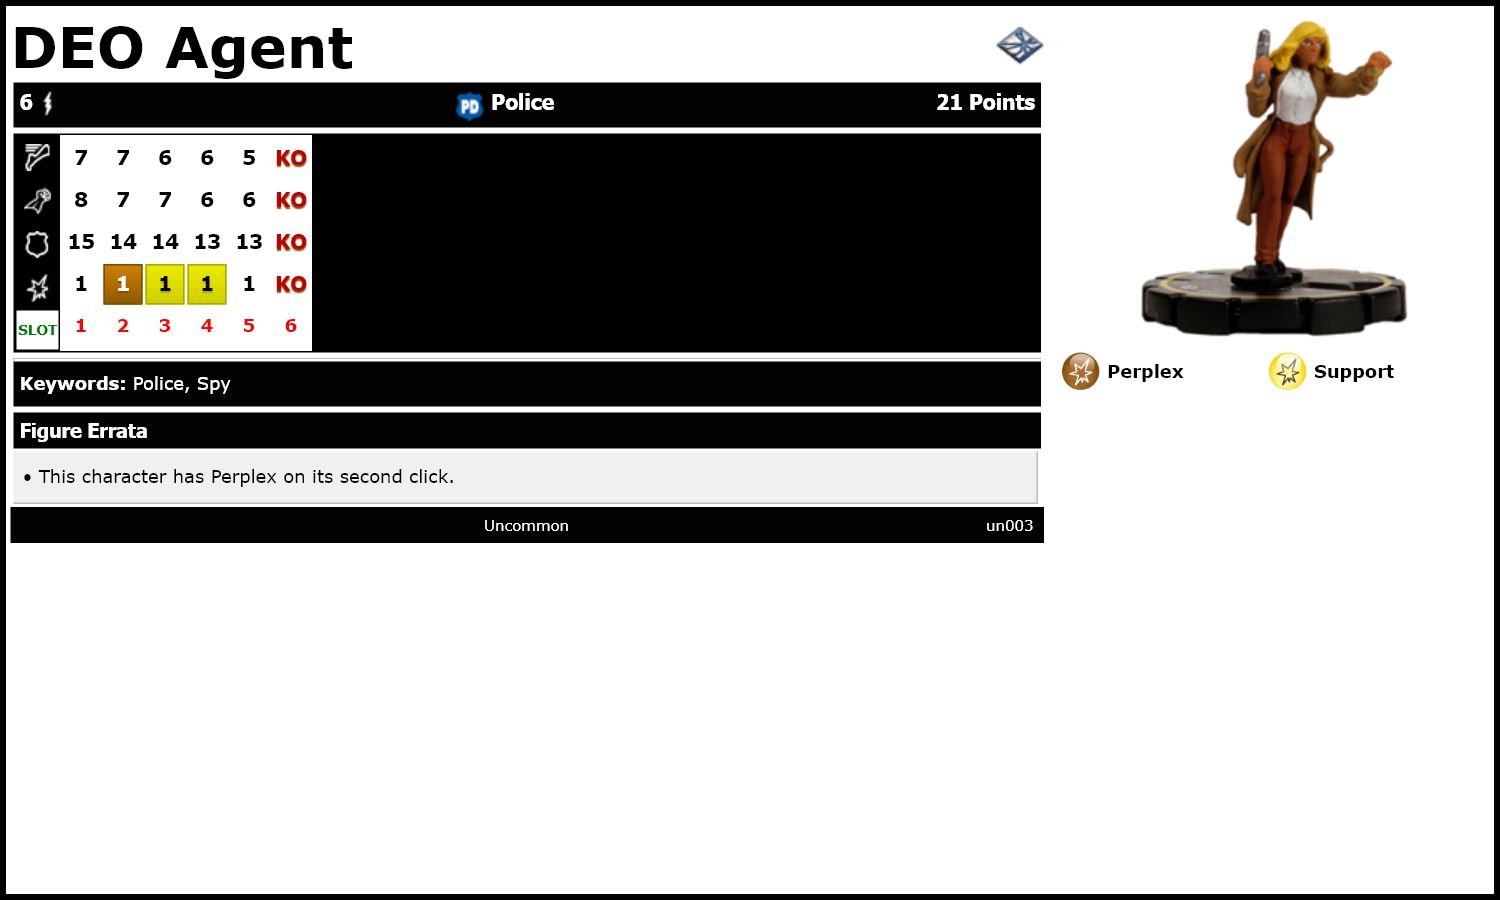 DEO Agent
6 PD Police 21 Points
7 7 6 6 5 KO
8 7 7 6 6 KO
15 14 14 13 13 KO
1 1 1 1 1 KO
SLOT 1 2 3 4 5 6
Perplex Support
Keywords: Police, Spy
Figure Errata
• This character has Perplex on its second click.
Uncommon un003